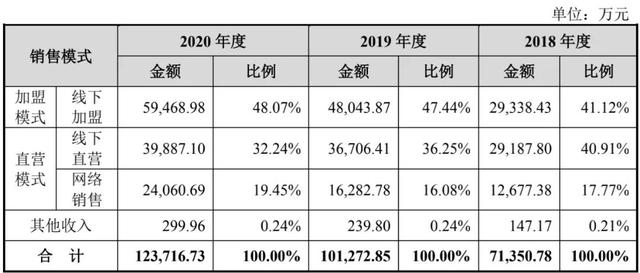 单位：万元
销售模式 2020 年度 2019 年度 2018 年度
金额 比例 金额 比例 金额 比例
加盟模式 线下加盟 59,468.98 48.07% 48,043.87 47.44% 29,338.43 41.12%
直营模式 线下直营 39,887.10 32.24% 36,706.41 36.25% 29,187.80 40.91%
网络销售 24,060.69 19.45% 16,282.78 16.08% 12,677.38 17.77%
其他收入 299.96 0.24% 239.80 0.24% 147.17 0.21%
合 计 123,716.73 100.00% 101,272.85 100.00% 71,350.78 100.00%